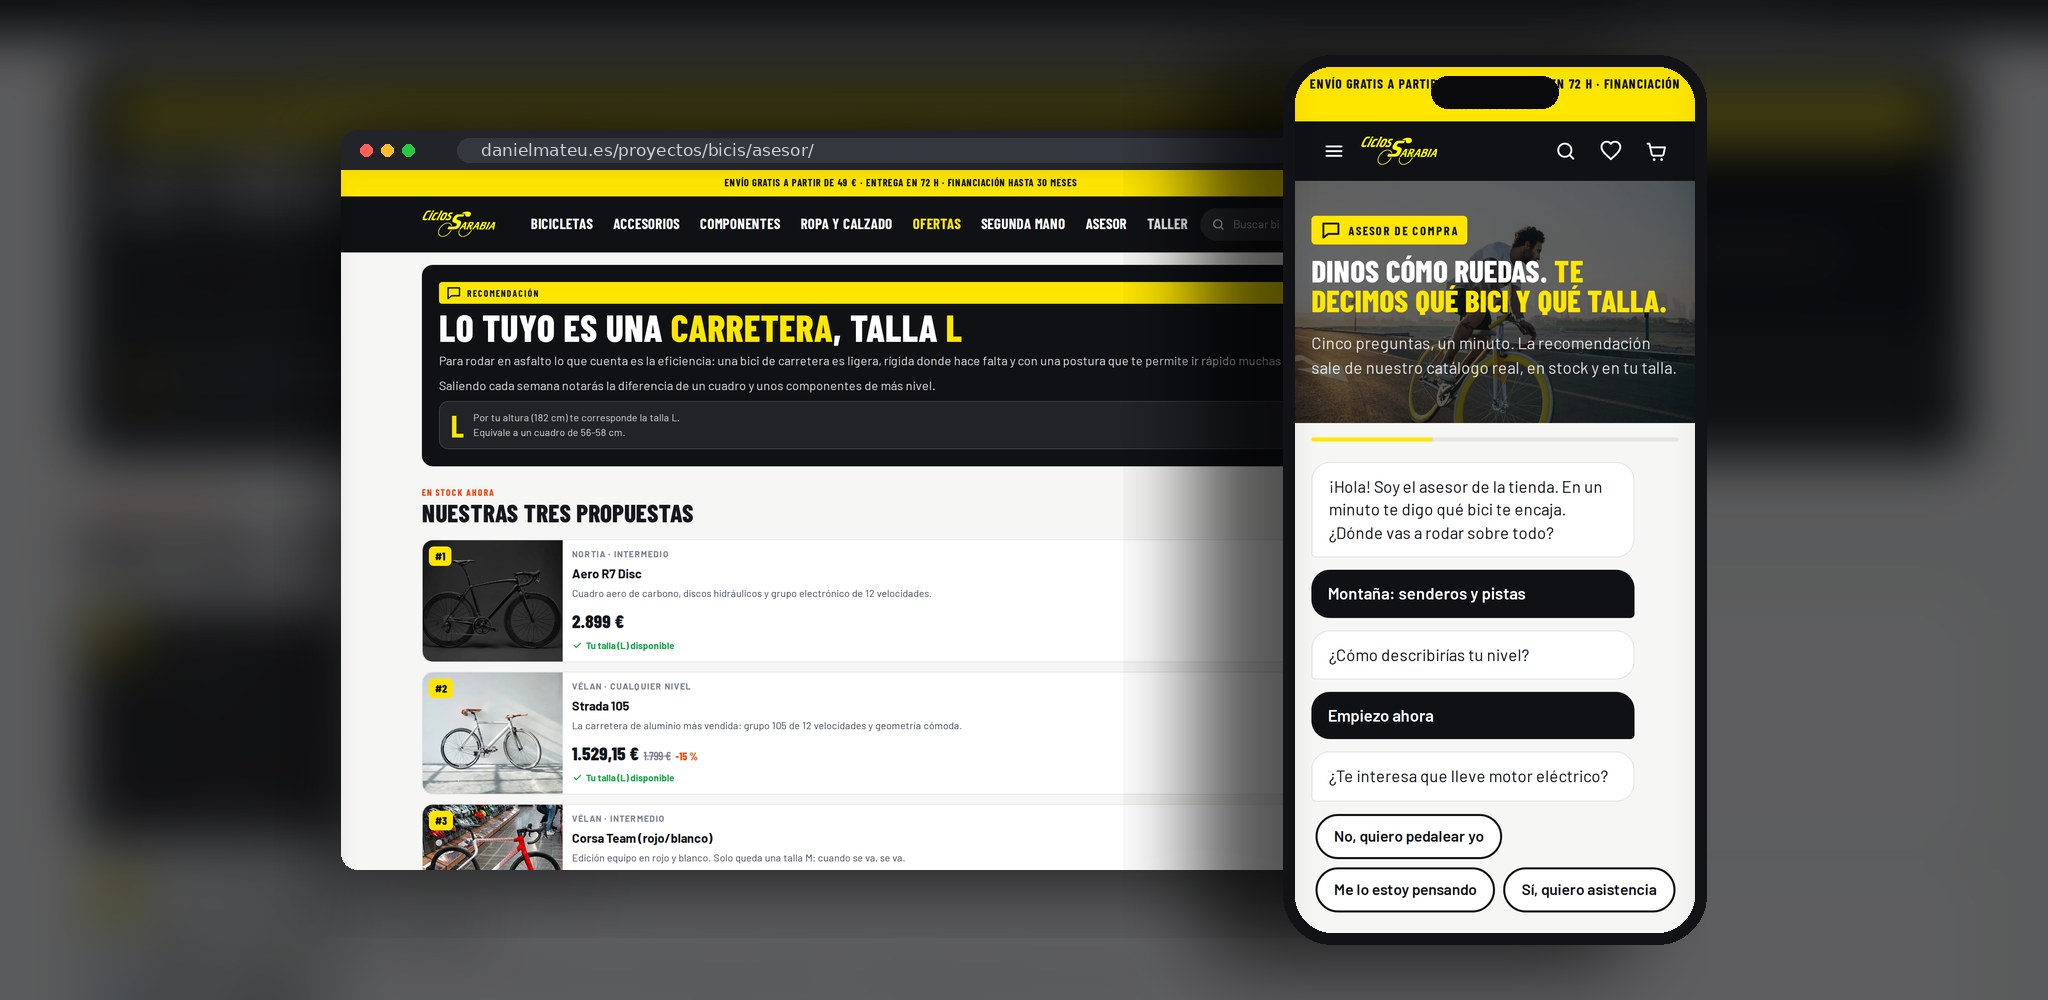 danielmateu.es/proyectos/bicis/asesor/
ENVÍO GRATIS A PARTIR DE 49 € · ENTREGA EN 72 H · FINANCIACIÓN HASTA 30 MESES
Ciclos SARABIA
BICICLETAS ACCESORIOS COMPONENTES ROPA Y CALZADO OFERTAS SEGUNDA MANO ASESOR TALLER Buscar bi
RECOMENDACIÓN
LO TUYO ES UNA CARRETERA, TALLA L
Para rodar en asfalto lo que cuenta es la eficiencia: una bici de carretera es ligera, rígida donde hace falta y con una postura que te permite ir rápido muchas
Saliendo cada semana notarás la diferencia de un cuadro y unos componentes de más nivel.
L
Por tu altura (182 cm) te corresponde la talla L.
Equivale a un cuadro de 56-58 cm.
EN STOCK AHORA
NUESTRAS TRES PROPUESTAS
#1
NORTIA · INTERMEDIO
Aero R7 Disc
Cuadro aero de carbono, discos hidráulicos y grupo electrónico de 12 velocidades.
2.899 €
Tu talla (L) disponible
#2
VÉLAN · CUALQUIER NIVEL
Strada 105
La carretera de aluminio más vendida: grupo 105 de 12 velocidades y geometría cómoda.
1.529,15 € 1.799 € -15 %
Tu talla (L) disponible
#3
VÉLAN · INTERMEDIO
Corsa Team (rojo/blanco)
Edición equipo en rojo y blanco. Solo queda una talla M: cuando se va, se va.
ENVÍO GRATIS A PARTI N 72 H · FINANCIACIÓN
Ciclos SARABIA
ASESOR DE COMPRA
DINOS CÓMO RUEDAS. TE
DECIMOS QUÉ BICI Y QUÉ TALLA.
Cinco preguntas, un minuto. La recomendación
sale de nuestro catálogo real, en stock y en tu talla.
¡Hola! Soy el asesor de la tienda. En un
minuto te digo qué bici te encaja.
¿Dónde vas a rodar sobre todo?
Montaña: senderos y pistas
¿Cómo describirías tu nivel?
Empiezo ahora
¿Te interesa que lleve motor eléctrico?
No, quiero pedalear yo
Me lo estoy pensando
Sí, quiero asistencia